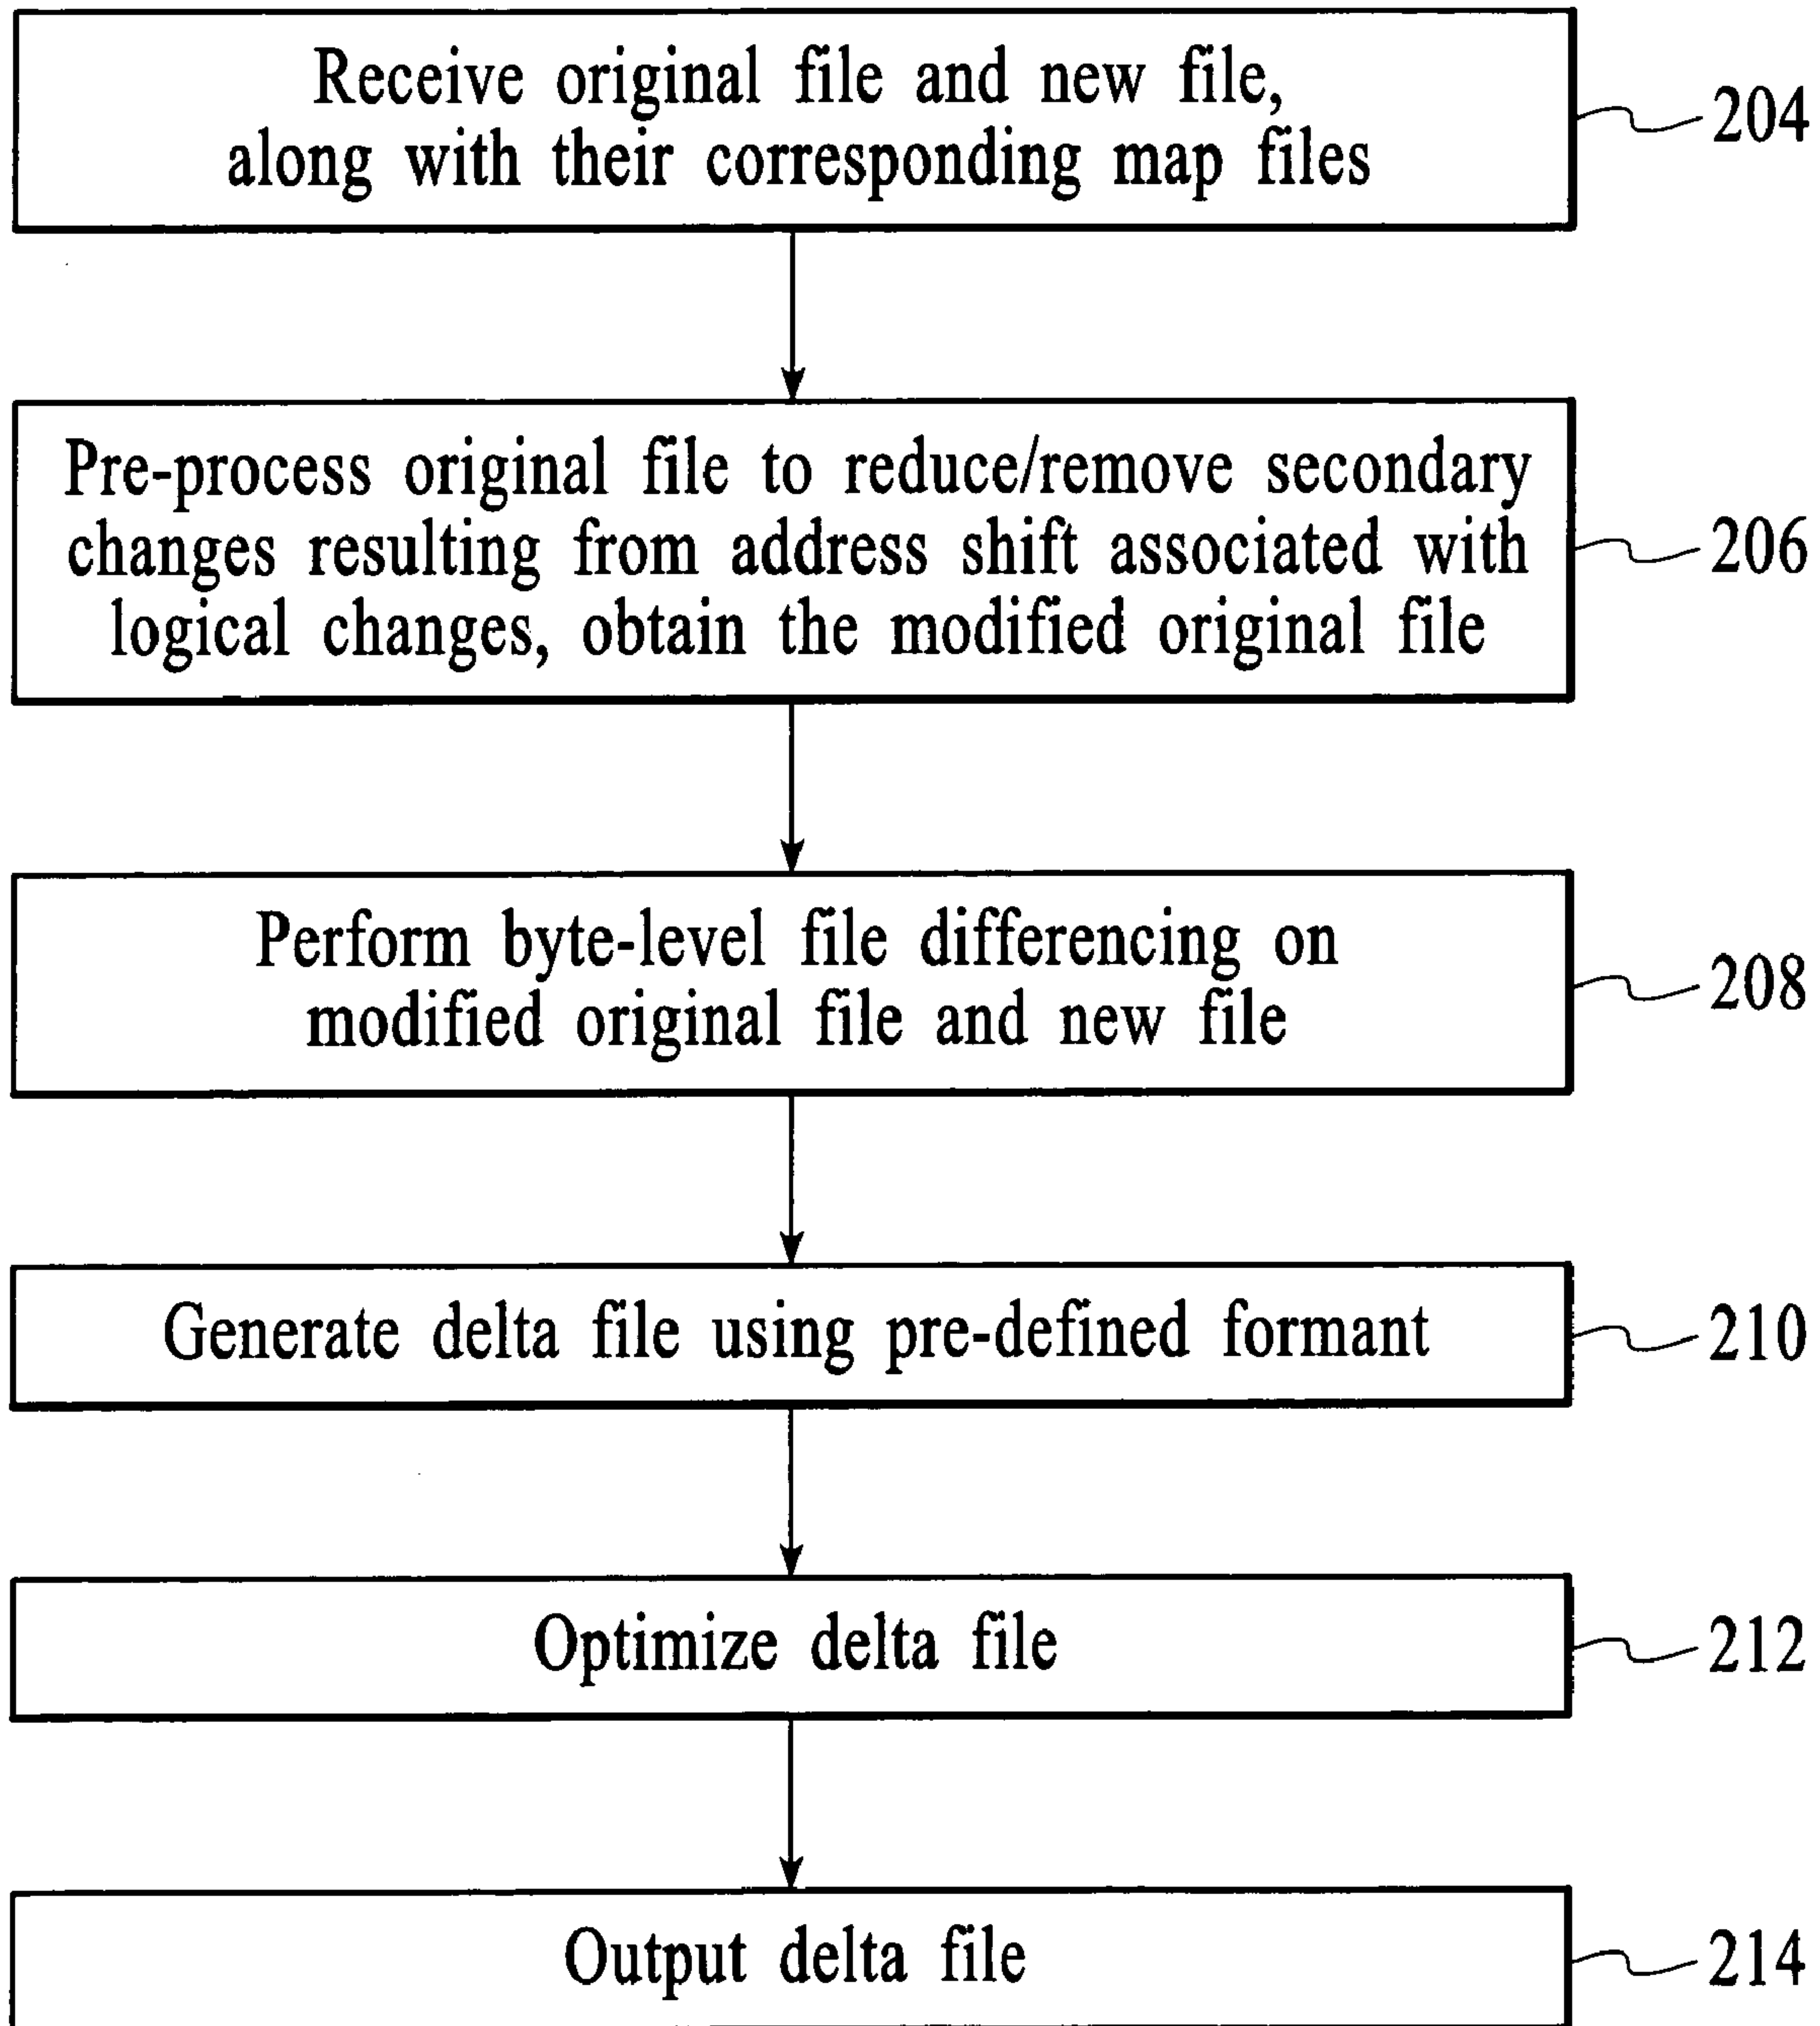 Receive original file and new file,
along with their corresponding map files
204
Pre-process original file to reduce/remove secondary
changes resulting from address shift associated with
logical changes, obtain the modified original file
206
Perform byte-level file differencing on
modified original file and new file
208
Generate delta file using pre-defined formant
210
Optimize delta file
212
Output delta file
214